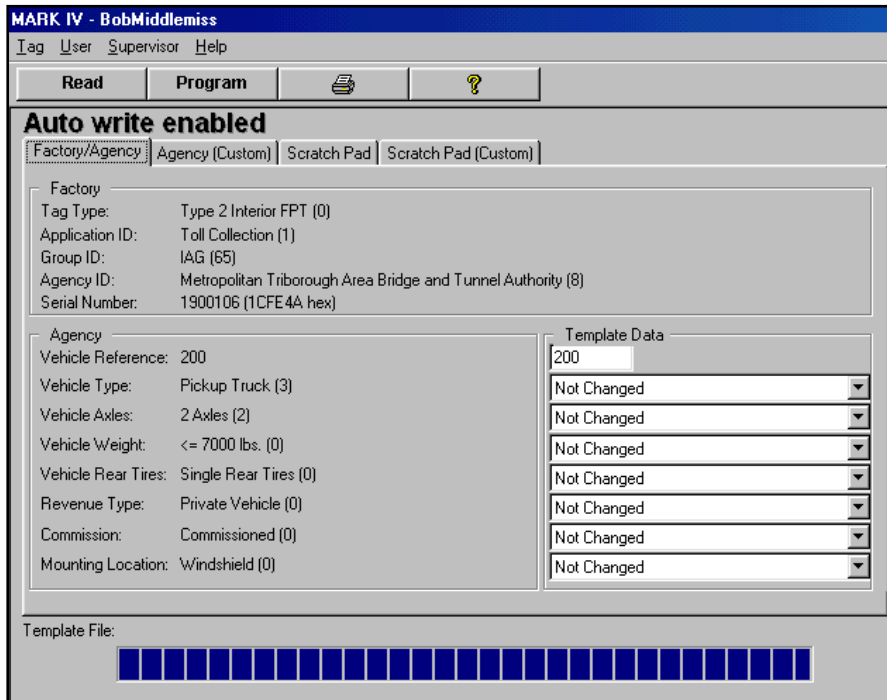 MARK IV - BobMiddlemiss
Tag User Supervisor Help
Read Program
Auto write enabled
Factory/Agency Agency (Custom) Scratch Pad Scratch Pad (Custom)
Factory
Tag Type: Type 2 Interior FPT (0)
Application ID: Toll Collection (1)
Group ID: IAG (65)
Agency ID: Metropolitan Triborough Area Bridge and Tunnel Authority (8)
Serial Number: 1900106 (1CFE4A hex)
Agency Template Data
Vehicle Reference: 200 200
Vehicle Type: Pickup Truck (3) Not Changed
Vehicle Axles: 2 Axles (2) Not Changed
Vehicle Weight: <= 7000 lbs. (0) Not Changed
Vehicle Rear Tires: Single Rear Tires (0) Not Changed
Revenue Type: Private Vehicle (0) Not Changed
Commission: Commissioned (0) Not Changed
Mounting Location: Windshield (0) Not Changed
Template File: